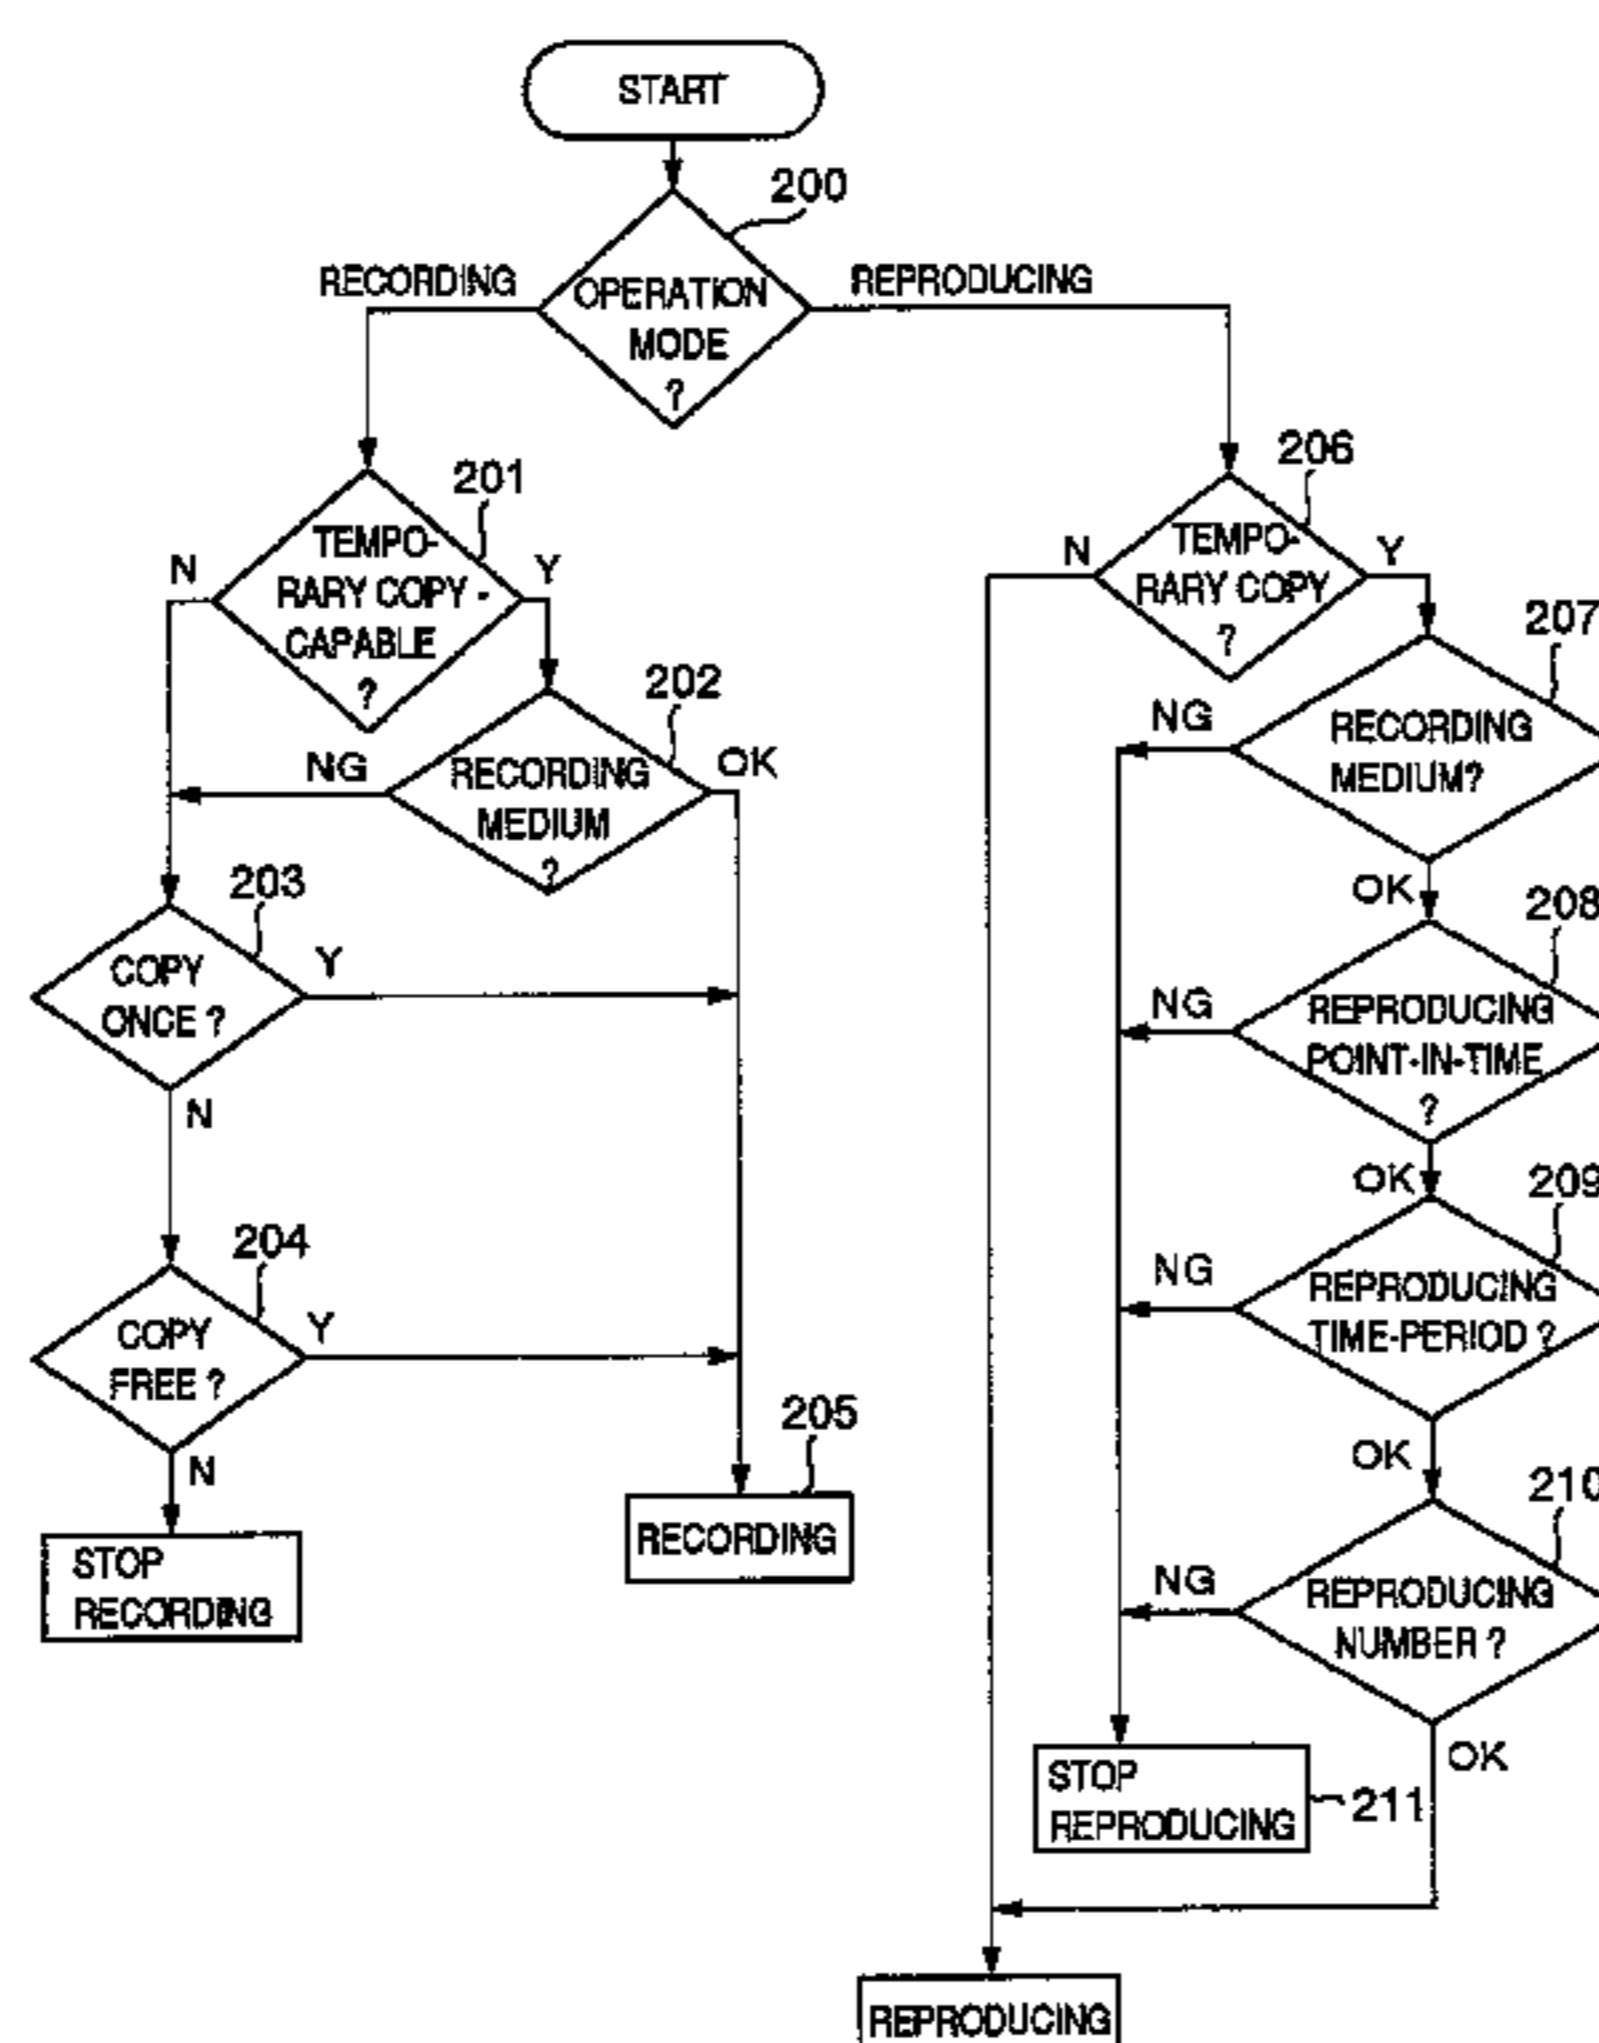 START
200
RECORDING
REPRODUCING
OPERATION
MODE
?
201
TEMPO-
RARY COPY -
CAPABLE
?
N
Y
202
RECORDING
MEDIUM
?
NG
OK
203
COPY
ONCE ?
Y
N
204
COPY
FREE ?
Y
N
STOP
RECORDING
205
RECORDING
206
TEMPO-
RARY COPY
?
N
Y
207
RECORDING
MEDIUM?
NG
OK
208
REPRODUCING
POINT-IN-TIME
?
NG
OK
209
REPRODUCING
TIME-PERIOD ?
NG
OK
210
REPRODUCING
NUMBER ?
NG
OK
STOP
REPRODUCING
211
REPRODUCING